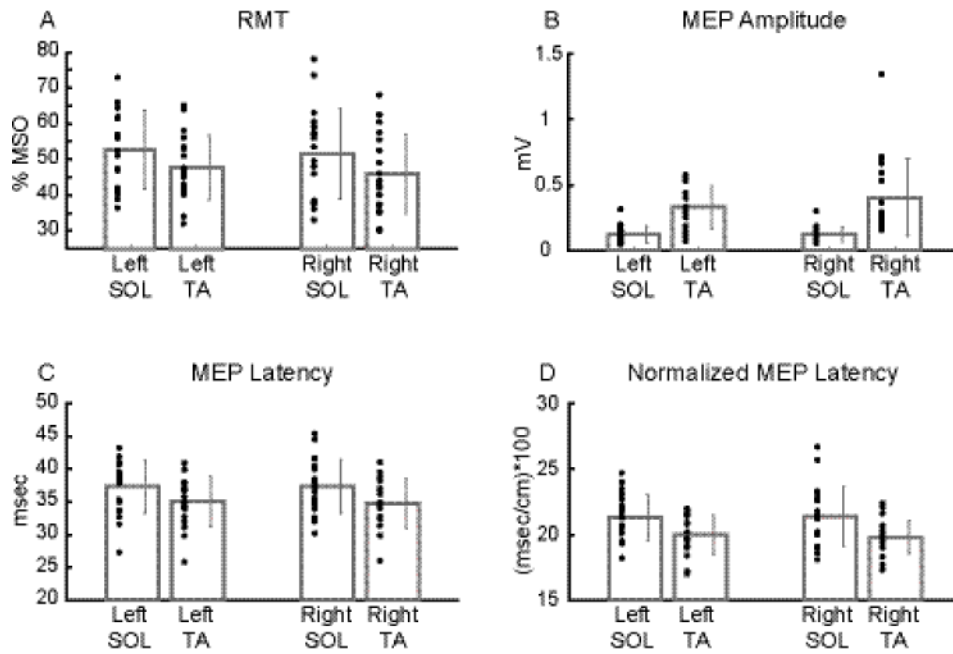 A RMT
80
70
60
50
40
30
% MSO
Left SOL
Left TA
Right SOL
Right TA
B MEP Amplitude
1.5
1
0.5
0
mV
Left SOL
Left TA
Right SOL
Right TA
C MEP Latency
50
45
40
35
30
25
20
msec
Left SOL
Left TA
Right SOL
Right TA
D Normalized MEP Latency
30
25
20
15
(msec/cm)*100
Left SOL
Left TA
Right SOL
Right TA